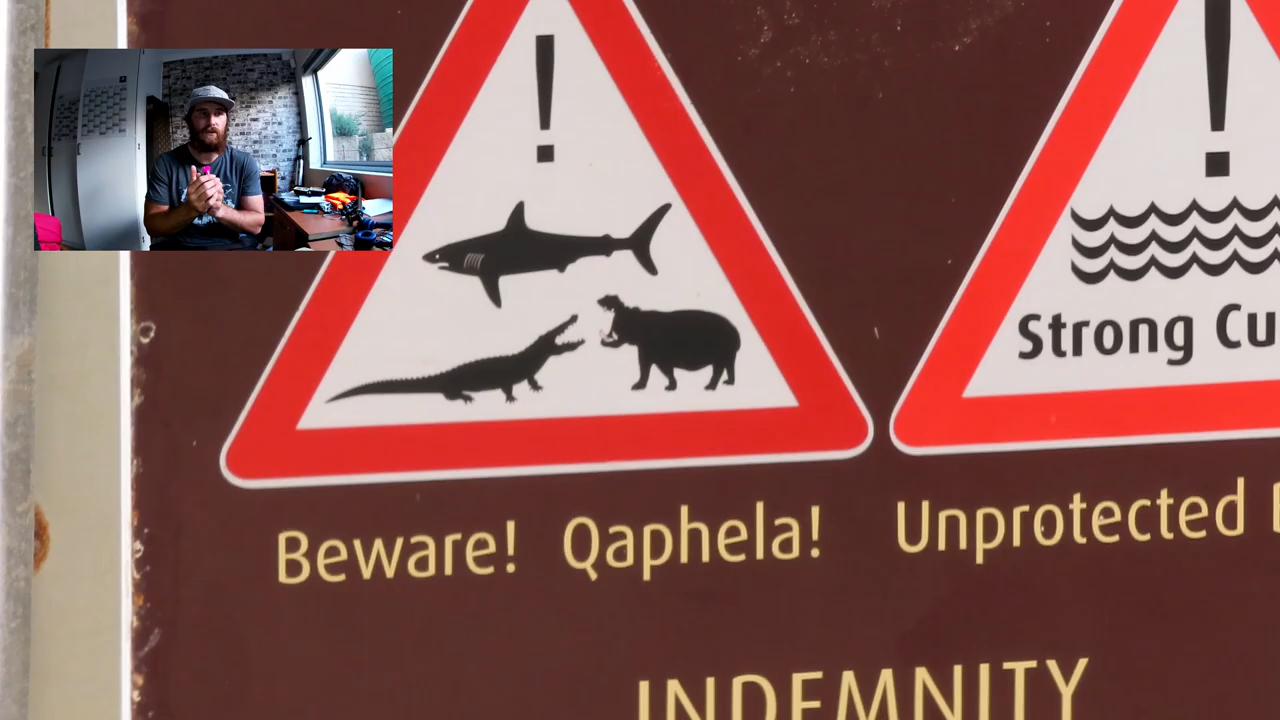 !
!
Strong Cu
Beware! Qaphela!
Unprotected
INDEMNITY